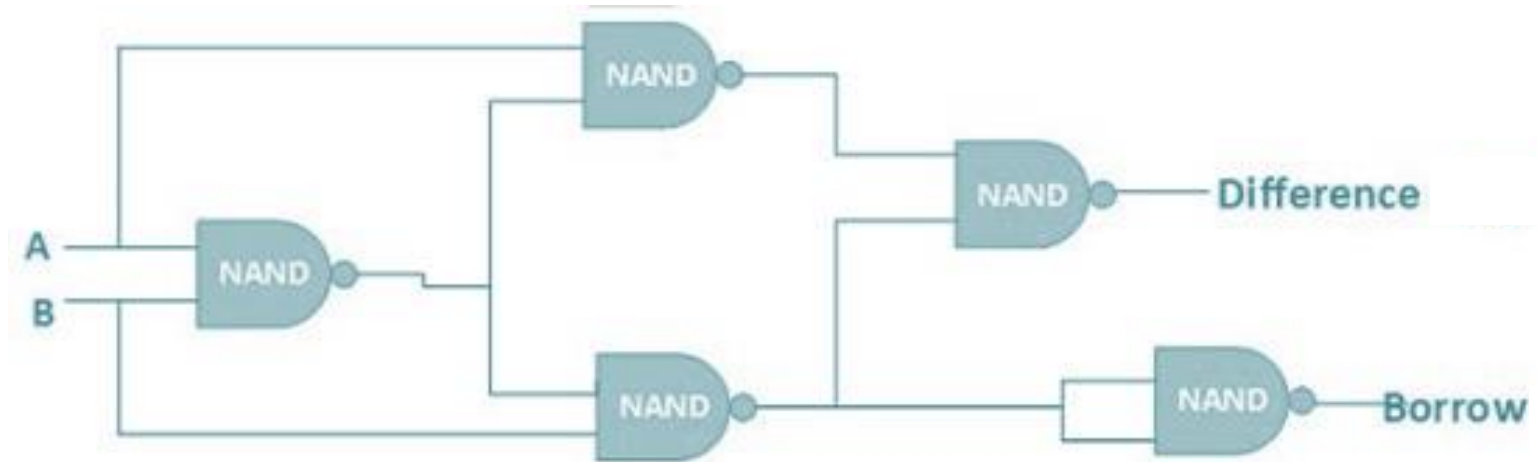 NAND
NAND
Difference
A
NAND
B
NAND
NAND
Borrow